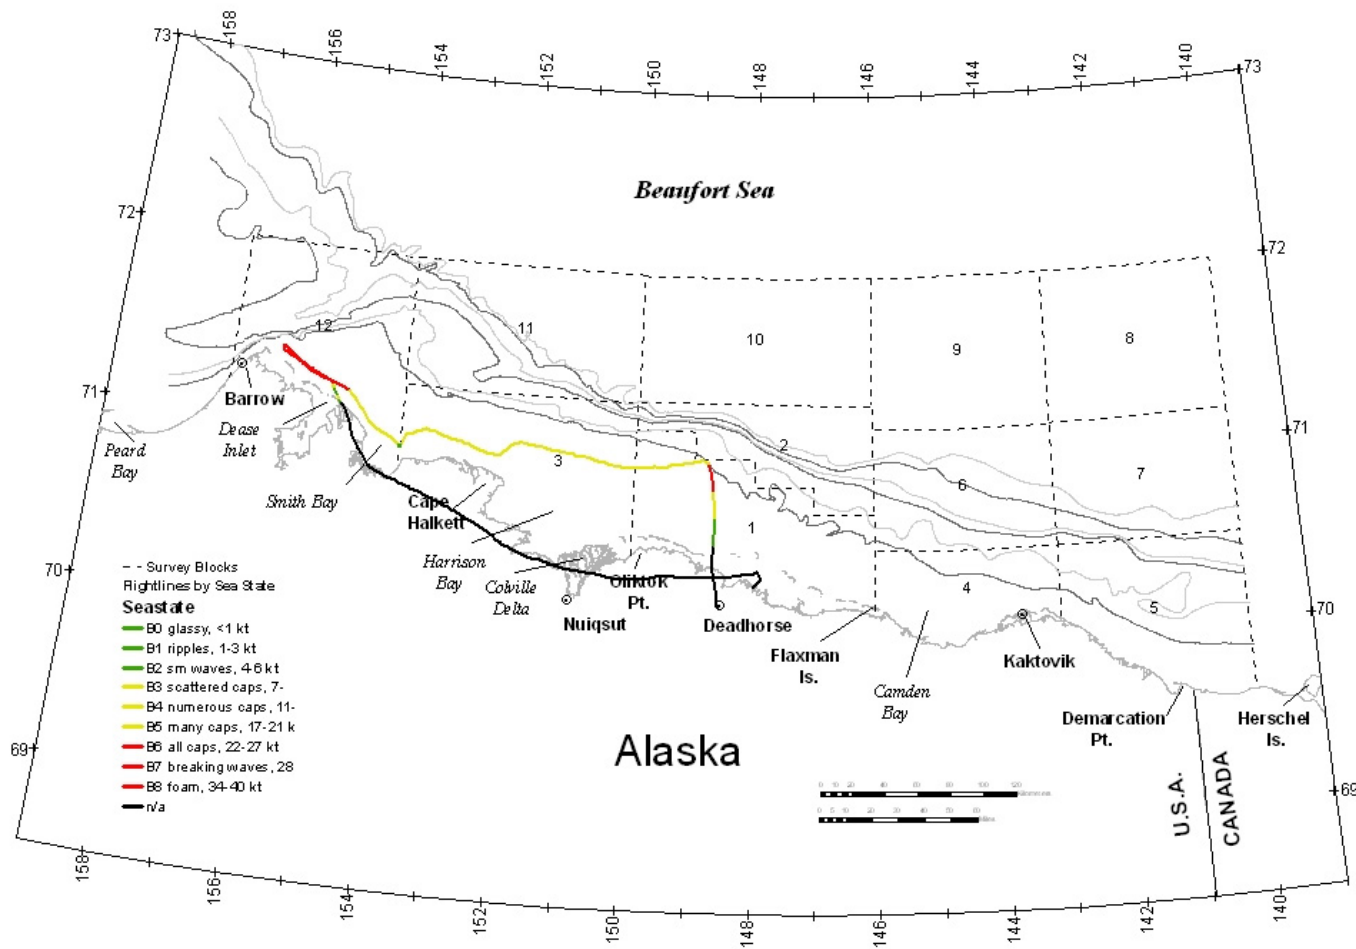 158
156
154
152
150
148
146
144
142
140
73
73
72
72
Beaufort Sea
11
10
9
8
12
71
71
Barrow
Dease
Inlet
Peard
Bay
Smith Bay
3
2
6
7
Cape
Halkett
1
Harrison
Bay
Colville
Delta
Oliktok
Pt.
Nuiqsut
Deadhorse
Flaxman
Is.
4
5
Kaktovik
Camden
Bay
70
70
Demarcation
Pt.
Herschel
Is.
-- Survey Blocks
Flightlines by Sea State
Seastate
B0 glassy, <1 kt
B1 ripples, 1-3 kt
B2 sm waves, 4-6 kt
B3 scattered caps, 7-
B4 numerous caps, 11-
B5 many caps, 17-21 k
B6 all caps, 22-27 kt
B7 breaking waves, 28
B8 foam, 34-40 kt
n/a
Alaska
U.S.A.
CANADA
69
69
158
156
154
152
150
148
146
144
142
140